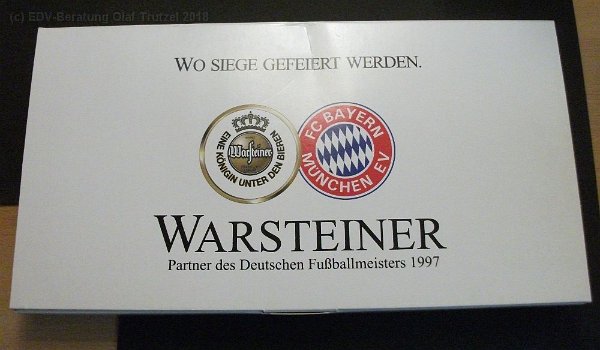 (c) EDV-Beratung Olaf Trutzel 2018
WO SIEGE GEFEIERT WERDEN.
EINE KÖNIGIN UNTER DEN BIEREN
Warsteiner
FC BAYERN
MÜNCHEN EV
WARSTEINER
Partner des Deutschen Fußballmeisters 1997